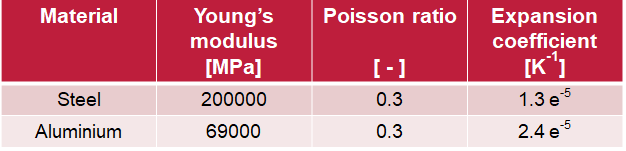 Material Young's modulus [MPa] Poisson ratio [ - ] Expansion coefficient [K⁻¹]
Steel 200000 0.3 1.3 e⁻⁵
Aluminium 69000 0.3 2.4 e⁻⁵